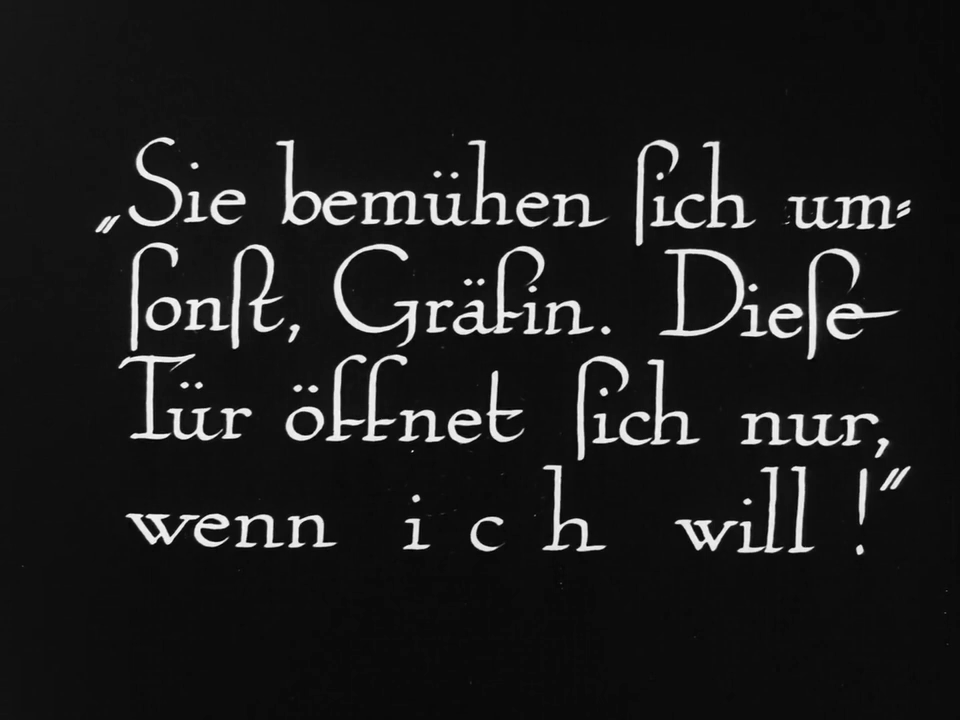 „Sie bemühen ſich um⸗
ſonſt, Gräfin. Dieſe
Tür öffnet ſich nur,
wenn i c h will!“